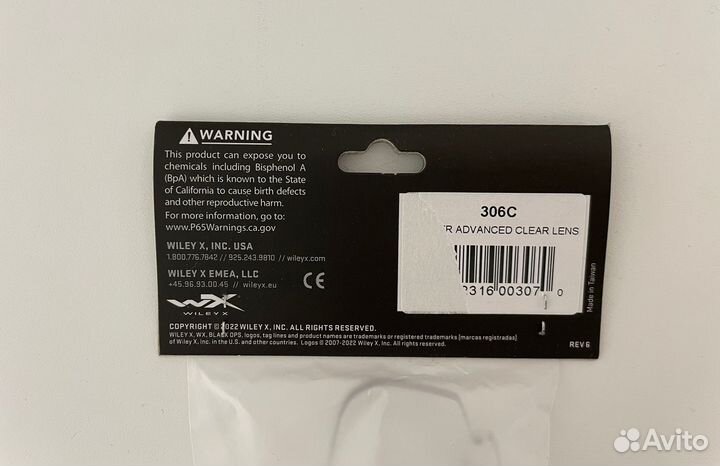 WARNING
This product can expose you to
chemicals including Bisphenol A
(BpA) which is known to the State
of California to cause birth defects
and other reproductive harm.
For more information, go to:
www.P65Warnings.ca.gov
WILEY X, INC. USA
1.800.776.7842 // 925.243.9810 // wileyx.com
WILEY X EMEA, LLC
+45.96.93.00.45 // wileyx.eu
CE
WX
WILEY X
COPYRIGHT © 2022 WILEY X, INC. ALL RIGHTS RESERVED.
WILEY X, WX, BLACK OPS, logos, tag lines and product names are trademarks or registered trademarks [marcas registradas]
of Wiley X, Inc. in the U.S. and other countries. Logos © 2007-2022 Wiley X. All rights reserved.
306C
ADVANCED CLEAR LENS
316 00307 0
Made in Taiwan
REV 6
Avito